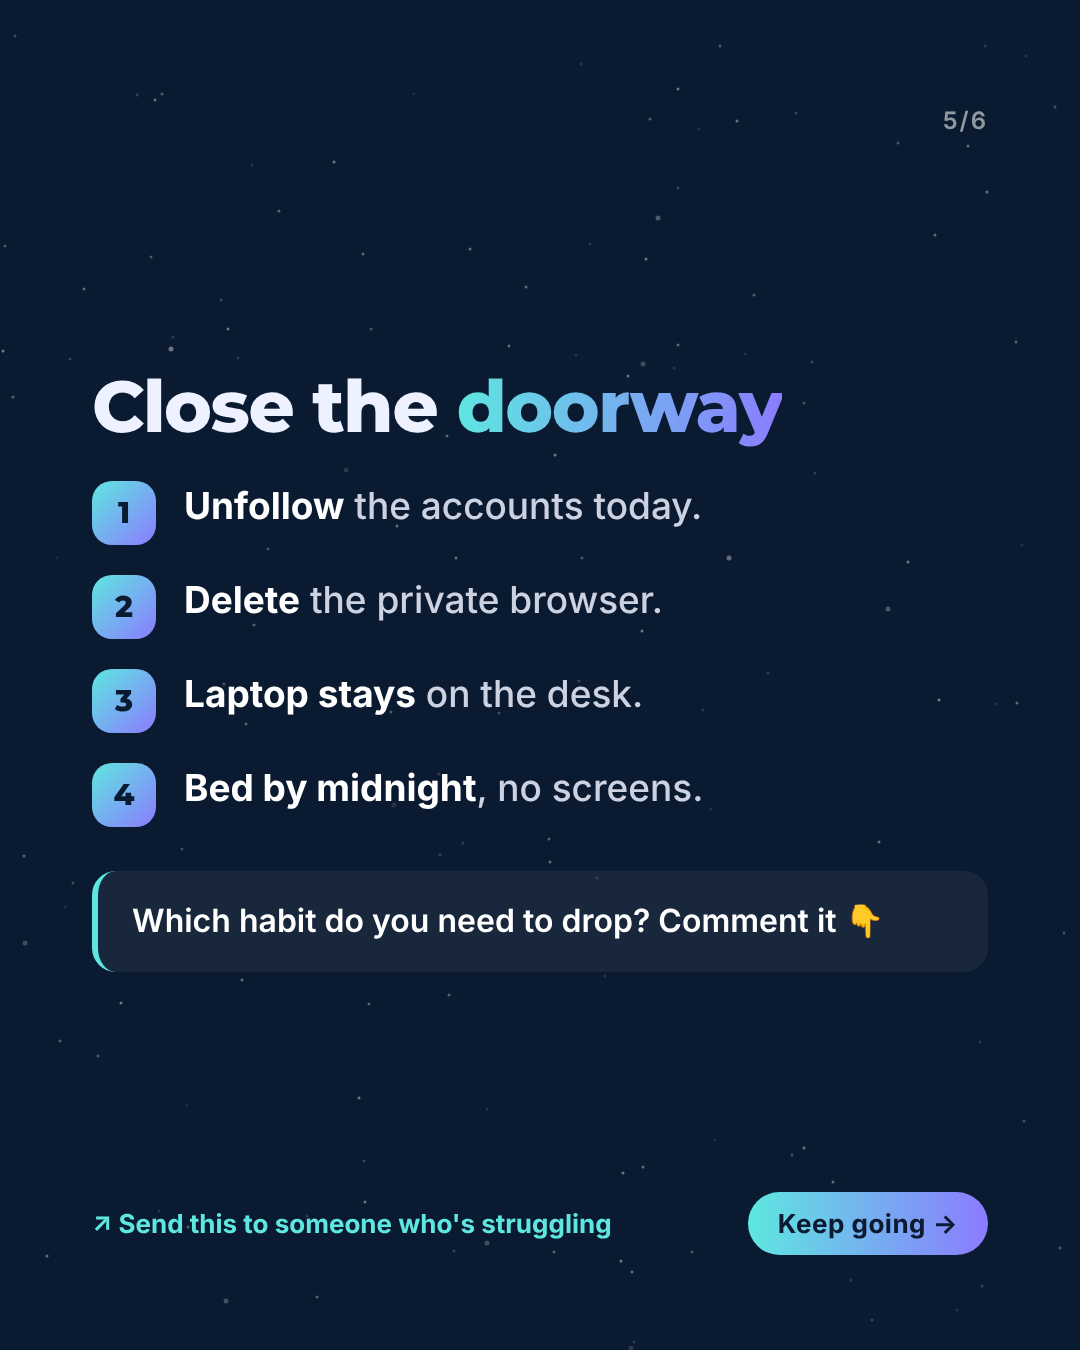 5/6
Close the doorway
1 Unfollow the accounts today.
2 Delete the private browser.
3 Laptop stays on the desk.
4 Bed by midnight, no screens.
Which habit do you need to drop? Comment it 👇
↗ Send this to someone who's struggling
Keep going →